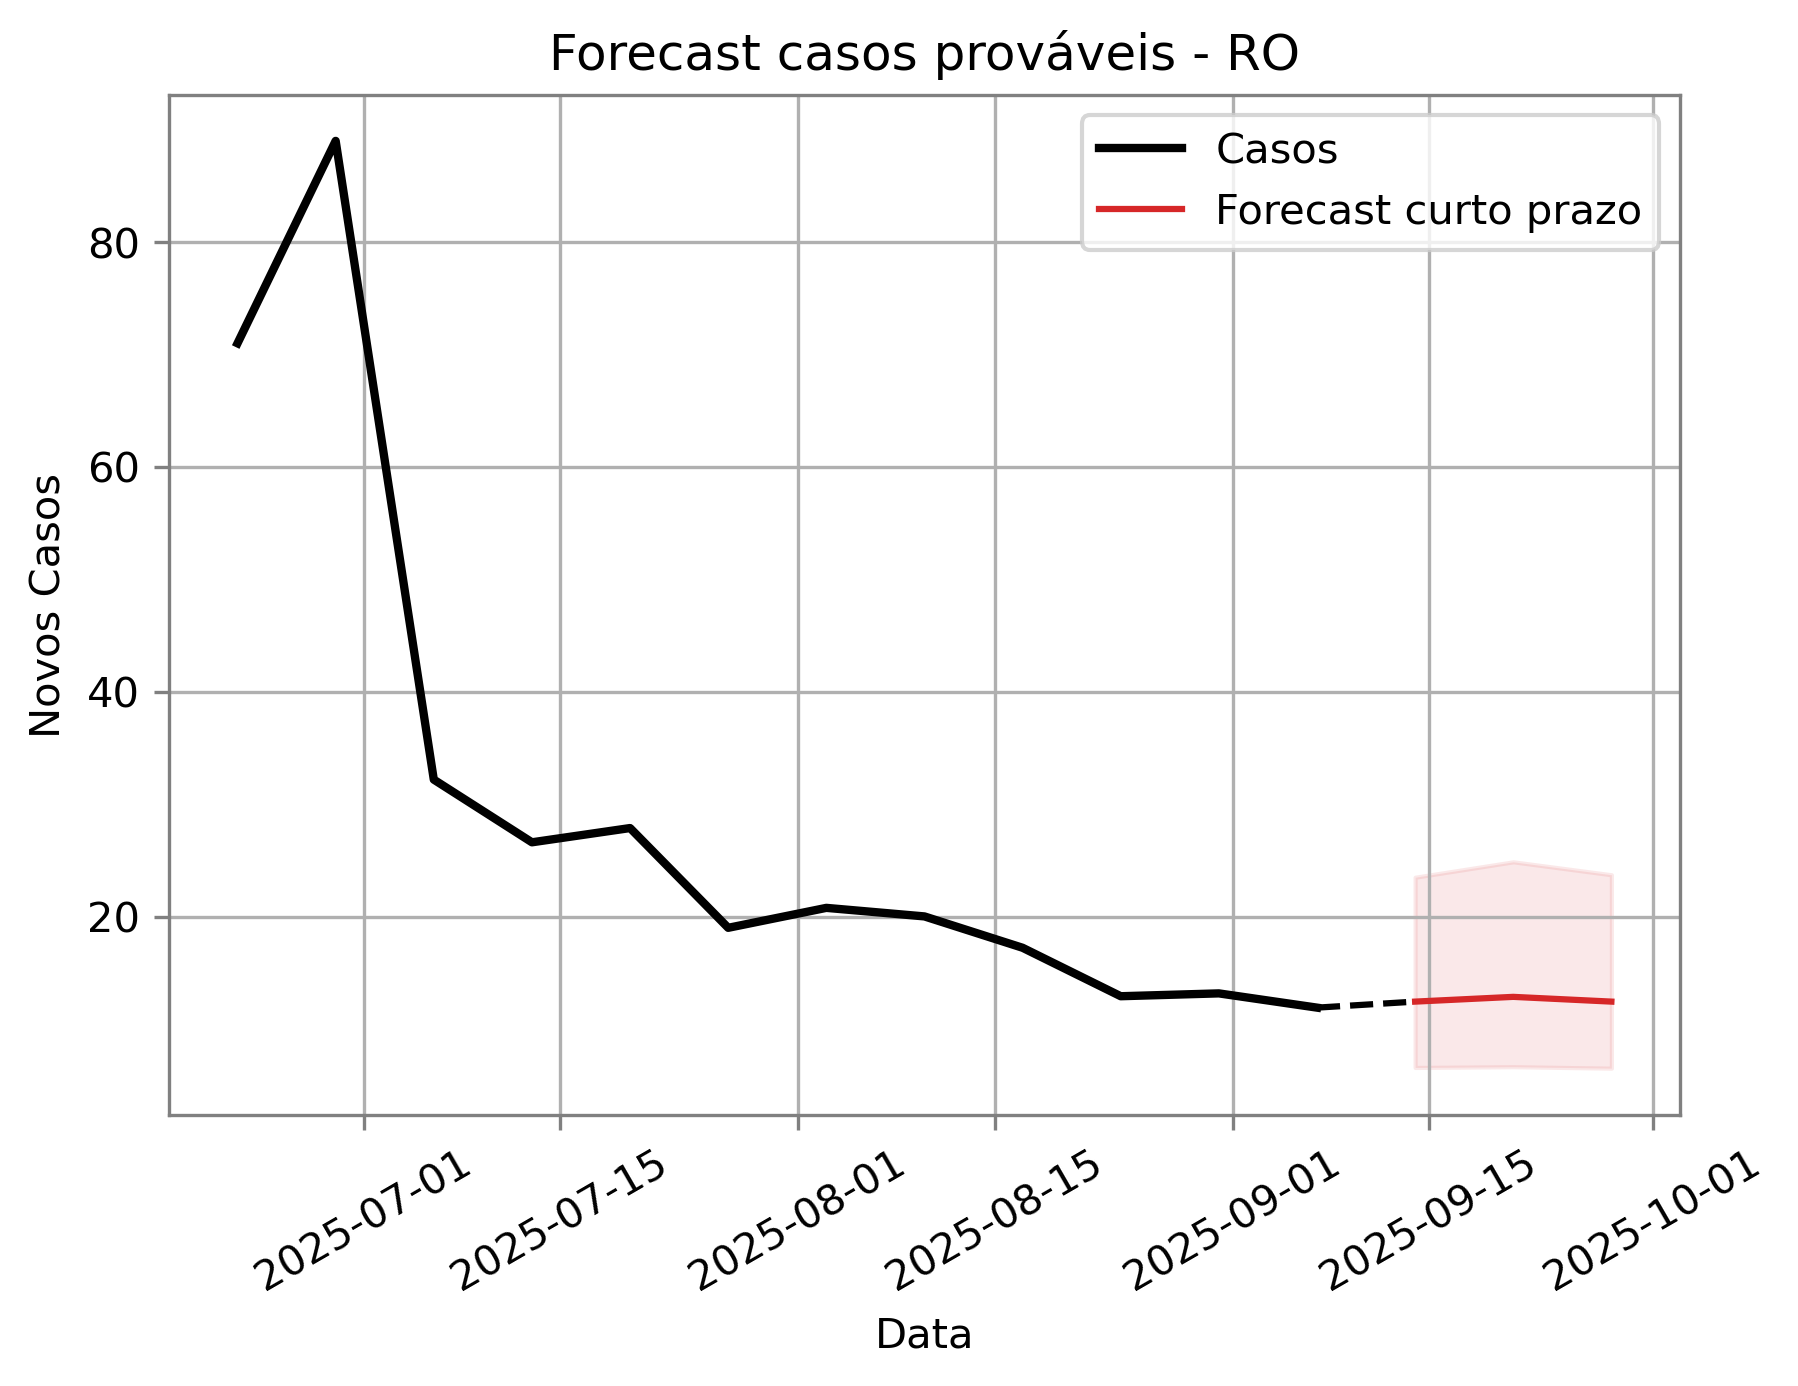 Forecast casos prováveis - RO
Casos
Forecast curto prazo
Novos Casos
80
60
40
20
2025-07-01
2025-07-15
2025-08-01
2025-08-15
2025-09-01
2025-09-15
2025-10-01
Data